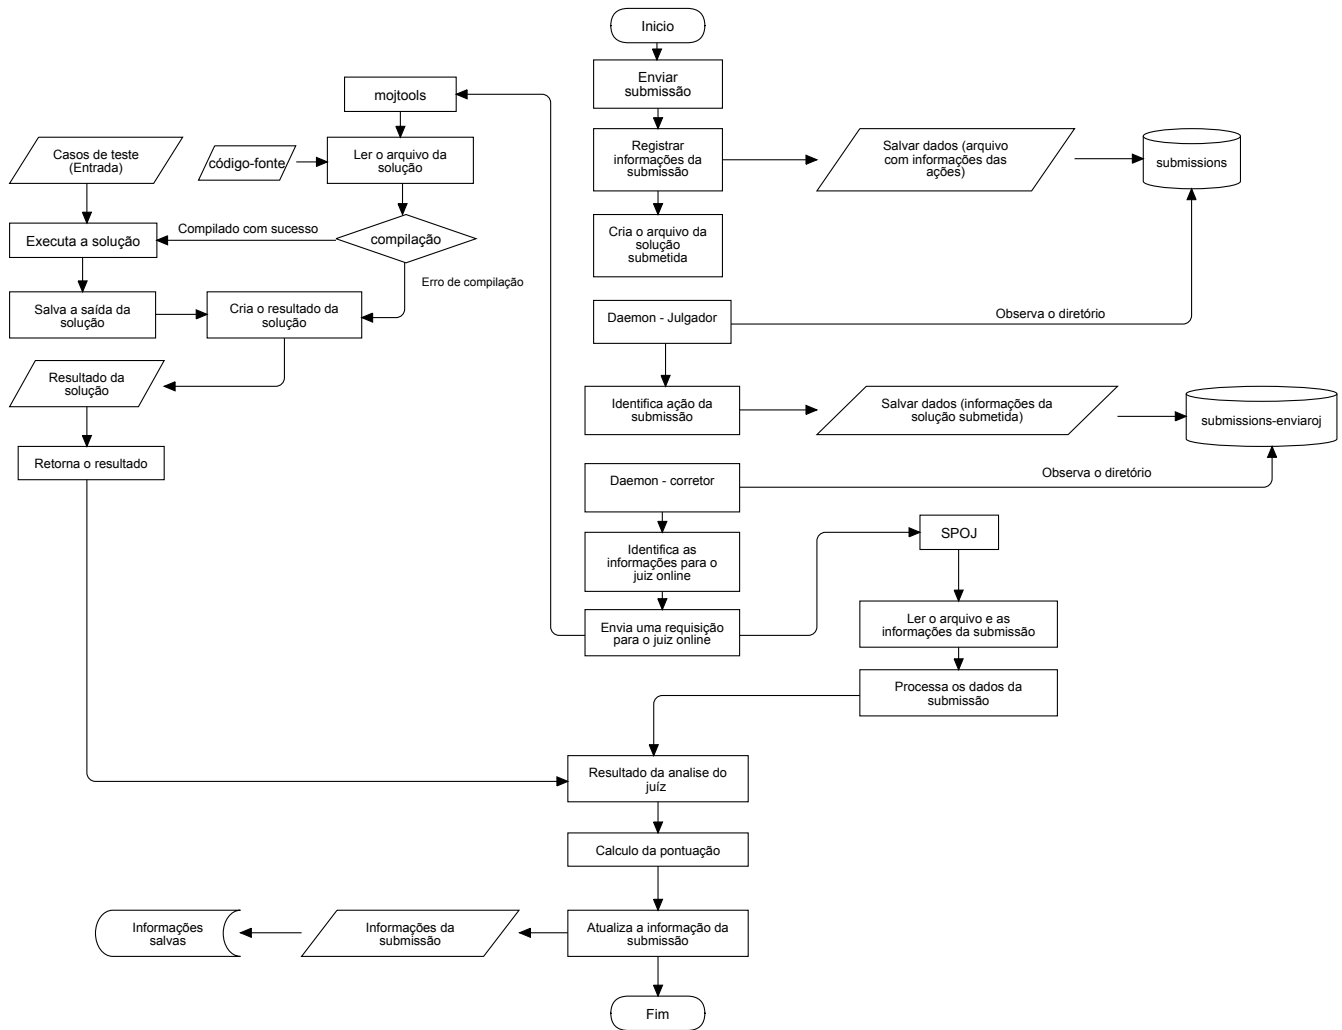 Inicio
Enviar
submissão
mojtools
Registrar
informações da
submissão
Salvar dados (arquivo
com informações das
ações)
submissions
Casos de teste
(Entrada)
código-fonte
Ler o arquivo da
solução
Cria o arquivo da
solução
submetida
Executa a solução
Compilado com sucesso
compilação
Erro de compilação
Salva a saída da
solução
Cria o resultado da
solução
Daemon - Julgador
Observa o diretório
Resultado da
solução
Identifica ação da
submissão
Salvar dados (informações da
solução submetida)
submissions-enviaroj
Retorna o resultado
Daemon - corretor
Observa o diretório
SPOJ
Identifica as
informações para o
juiz online
Envia uma requisição
para o juiz online
Ler o arquivo e as
informações da submissão
Processa os dados da
submissão
Resultado da analise do
juíz
Calculo da pontuação
Informações
salvas
Informações da
submissão
Atualiza a informação da
submissão
Fim